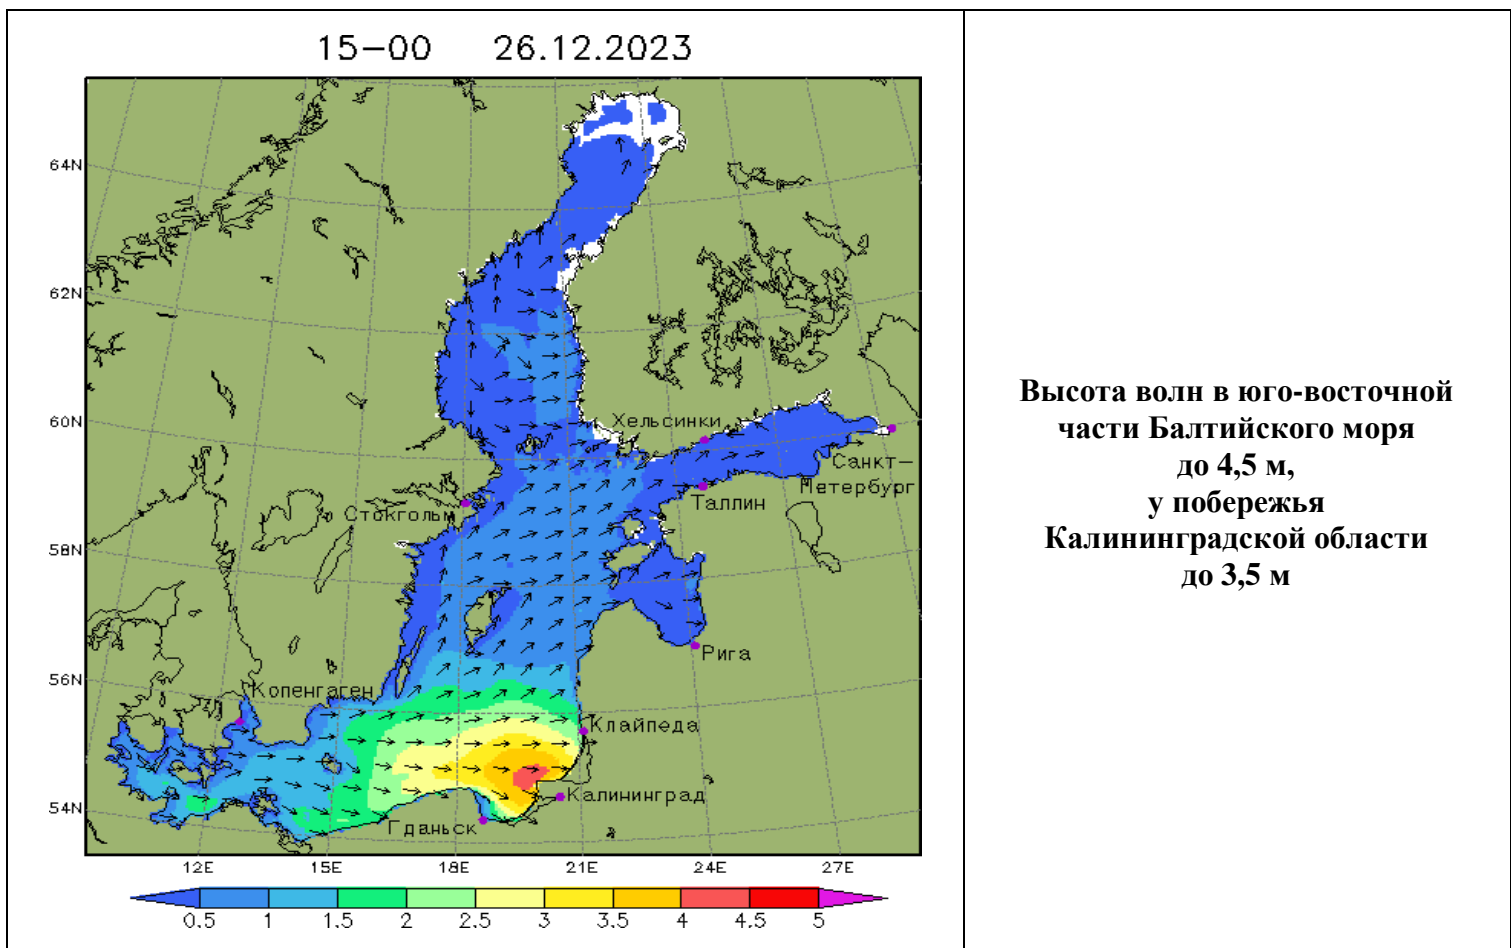 15-00 26.12.2023
64N
62N
60N
58N
56N
54N
Хельсинки
Санкт-
Петербург
Таллин
Стокгольм
Рига
Копенгаген
Клайпеда
Калининград
Гданьск
12E 15E 18E 21E 24E 27E
0.5 1 1.5 2 2.5 3 3.5 4 4.5 5
Высота волн в юго-восточной
части Балтийского моря
до 4,5 м,
у побережья
Калининградской области
до 3,5 м